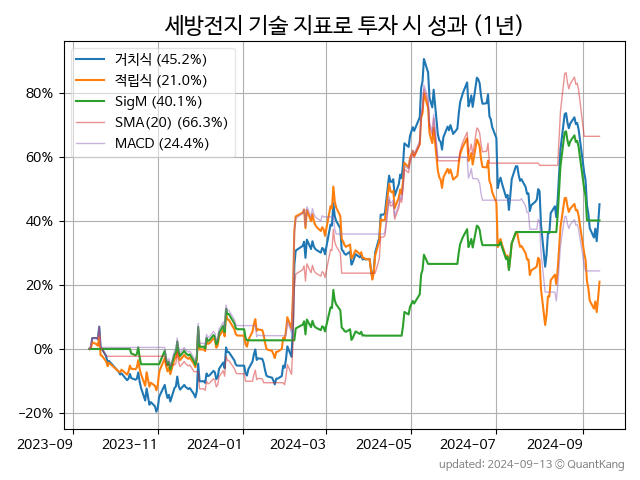 세방전지 기술 지표로 투자 시 성과 (1년)
거치식 (45.2%)
적립식 (21.0%)
SigM (40.1%)
SMA(20) (66.3%)
MACD (24.4%)
80%
60%
40%
20%
0%
−20%
2023-09 2023-11 2024-01 2024-03 2024-05 2024-07 2024-09
updated: 2024-09-13 © QuantKang